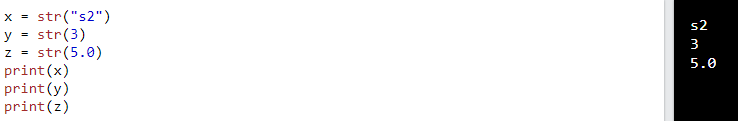 x = str("s2")
y = str(3)
z = str(5.0)
print(x)
print(y)
print(z)
s2
3
5.0